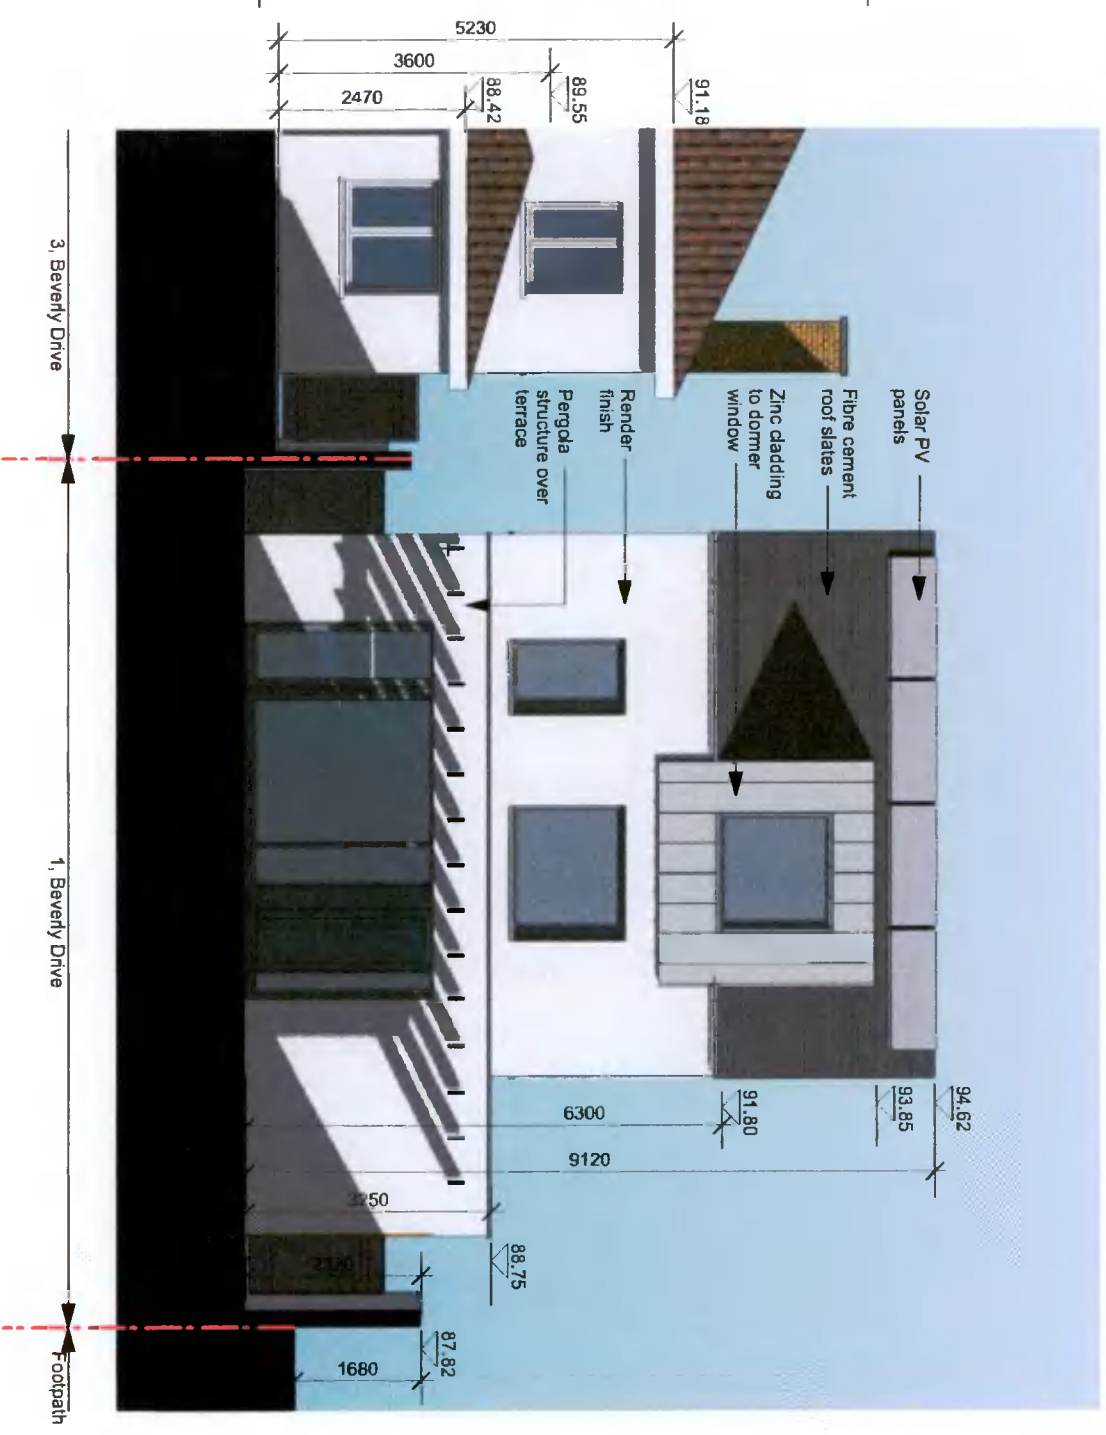 5230
3600
2470
91.18
89.55
88.42
Solar PV
panels
Fibre cement
roof slates
Zinc cladding
to dormer
window
Render
finish
Pergola
structure over
terrace
94.62
93.85
91.80
6300
9120
3250
88.75
87.82
1680
3, Beverly Drive
1, Beverly Drive
Footpath